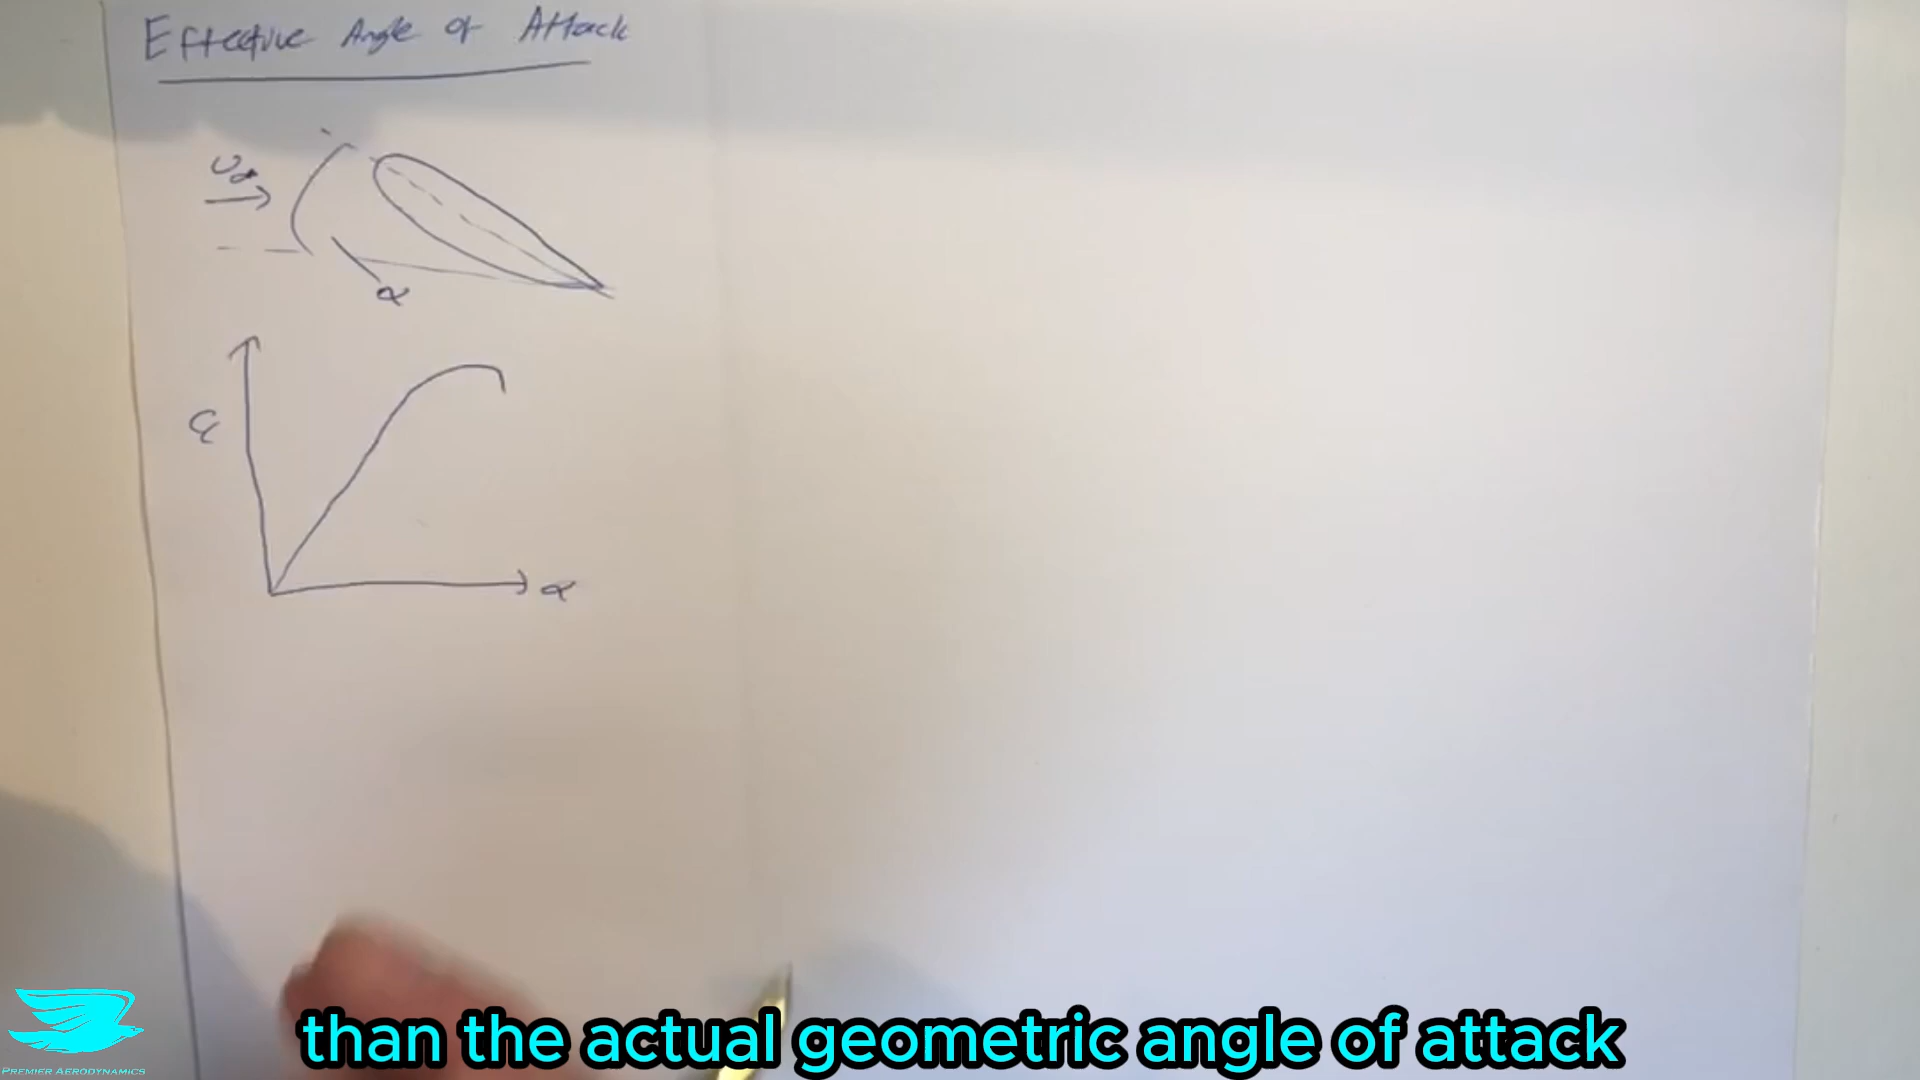 Effective Angle of Attack
U∞
α
CL
α
than the actual geometric angle of attack
PREMIER AERODYNAMICS